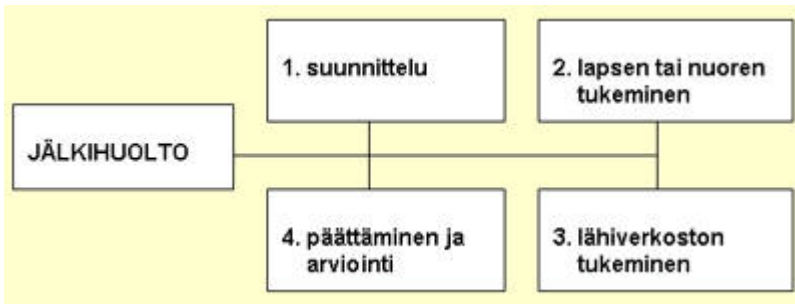 JÄLKIHUOLTO
1. suunnittelu
2. lapsen tai nuoren
tukeminen
3. lähiverkoston
tukeminen
4. päättäminen ja
arviointi